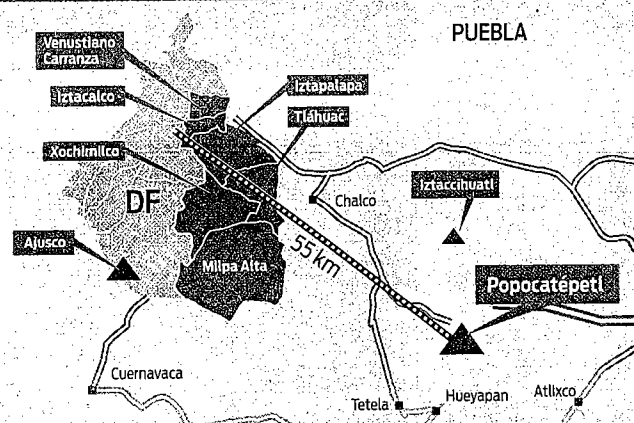 PUEBLA
Venustiano
Carranza
Iztapalapa
Iztacalco
Tláhuac
Xochimilco
Iztaccihuatl
Chalco
DF
Ajusco
55 km
Milpa Alta
Popocatépetl
Cuernavaca
Tetela
Hueyapan
Atlixco